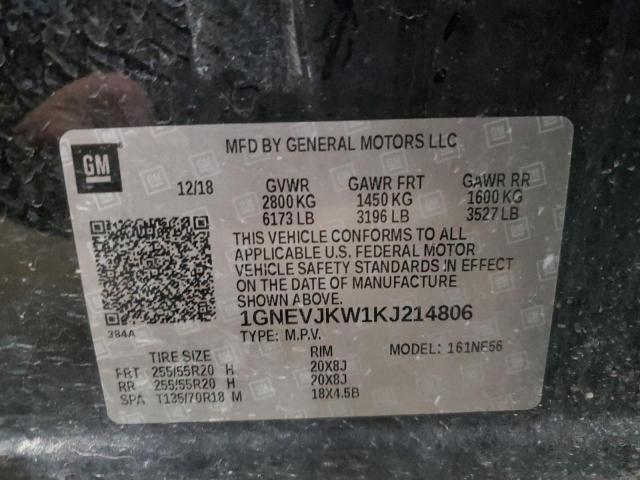 GM
MFD BY GENERAL MOTORS LLC
12/18 GVWR GAWR FRT GAWR RR
2800 KG 1450 KG 1600 KG
6173 LB 3196 LB 3527 LB
THIS VEHICLE CONFORMS TO ALL
APPLICABLE U.S. FEDERAL MOTOR
VEHICLE SAFETY STANDARDS IN EFFECT
ON THE DATE OF MANUFACTURE
SHOWN ABOVE.
1GNEVJKW1KJ214806
384A
TYPE: M.P.V. MODEL: 161NF56
TIRE SIZE RIM
FRT 255/55R20 H 20X8J
RR 255/55R20 H 20X8J
SPA T135/70R18 M 18X4.5B